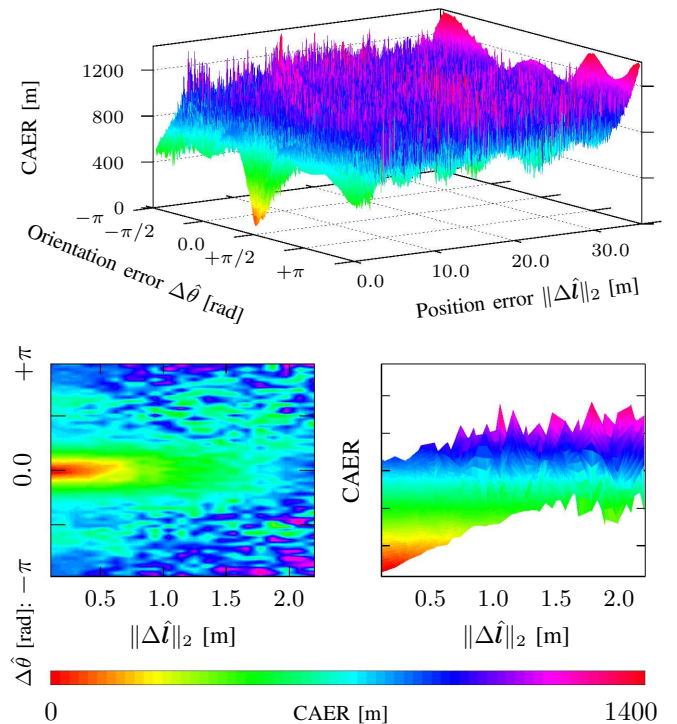 1200
800
400
0
CAER [m]
−π
−π/2
0.0
+π/2
+π
Orientation error Δθ̂ [rad]
0.0
10.0
20.0
30.0
Position error ‖Δl̂‖₂ [m]
+π
0.0
−π
Δθ̂ [rad]:
0.5 1.0 1.5 2.0
‖Δl̂‖₂ [m]
CAER
0.5 1.0 1.5 2.0
‖Δl̂‖₂ [m]
0 CAER [m] 1400